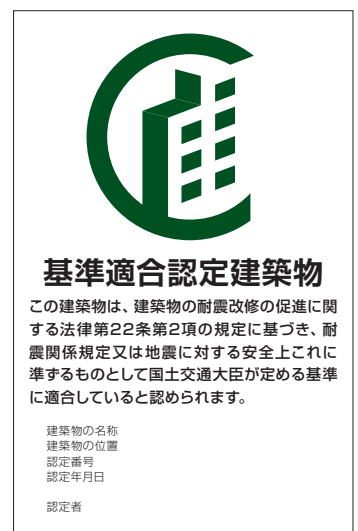 基準適合認定建築物
この建築物は、建築物の耐震改修の促進に関
する法律第22条第2項の規定に基づき、耐
震関係規定又は地震に対する安全上これに
準ずるものとして国土交通大臣が定める基準
に適合していると認められます。
建築物の名称
建築物の位置
認定番号
認定年月日
認定者